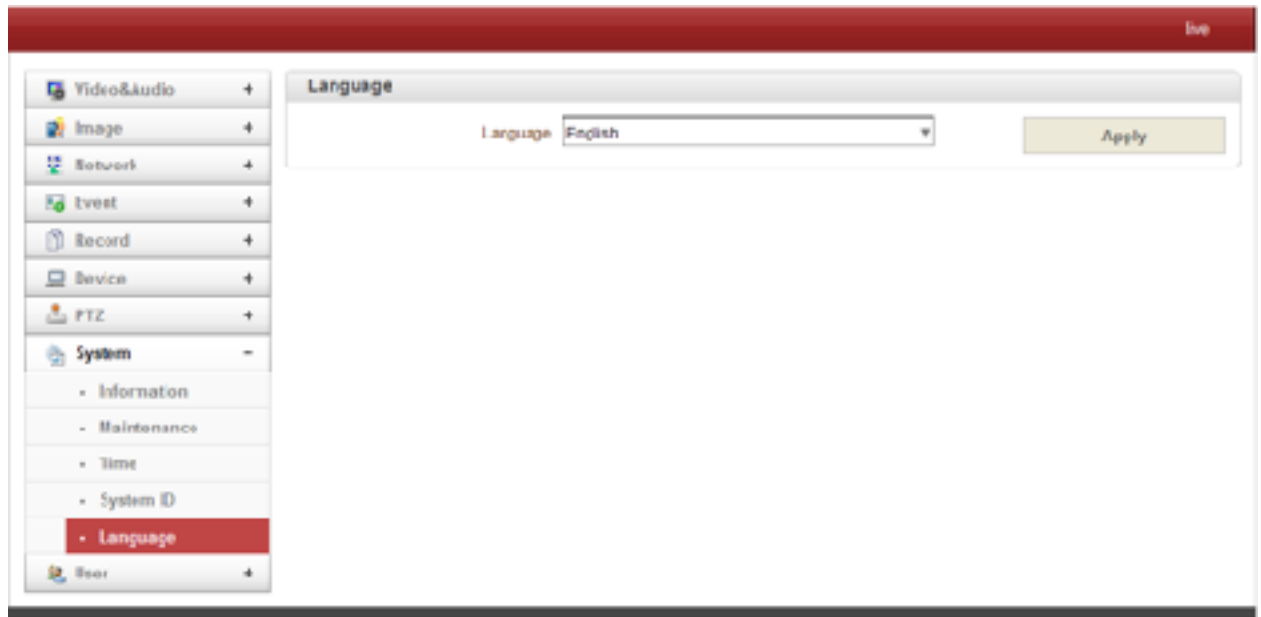 live
Video&Audio +
Language
Image +
Language English
Apply
Network +
Event +
Record +
Device +
PTZ +
System -
- Information
- Maintenance
- Time
- System ID
- Language
User +